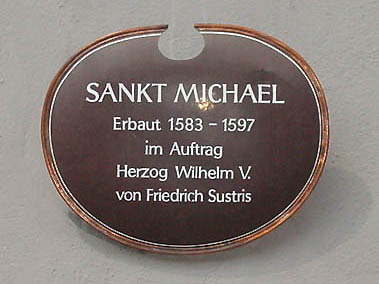 SANKT MICHAEL
Erbaut 1583 - 1597
im Auftrag
Herzog Wilhelm V.
von Friedrich Sustris